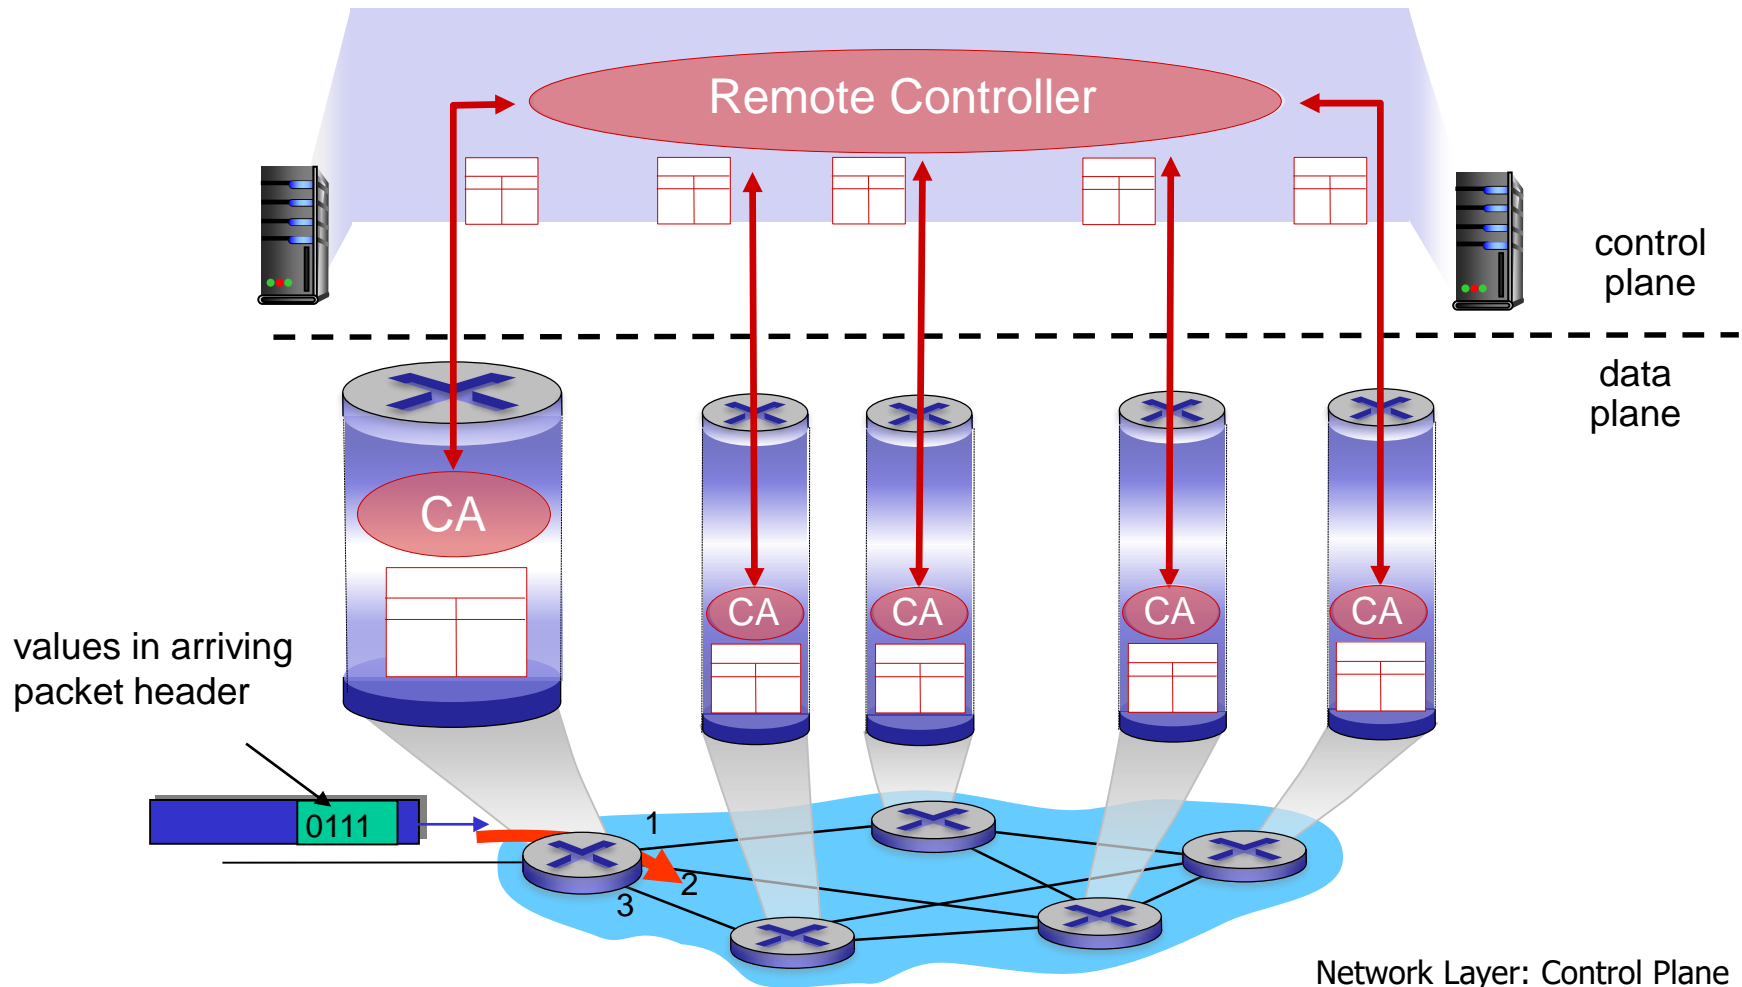 Remote Controller
control
plane
data
plane
CA
CA
CA
CA
CA
values in arriving
packet header
0111
1
2
3
Network Layer: Control Plane